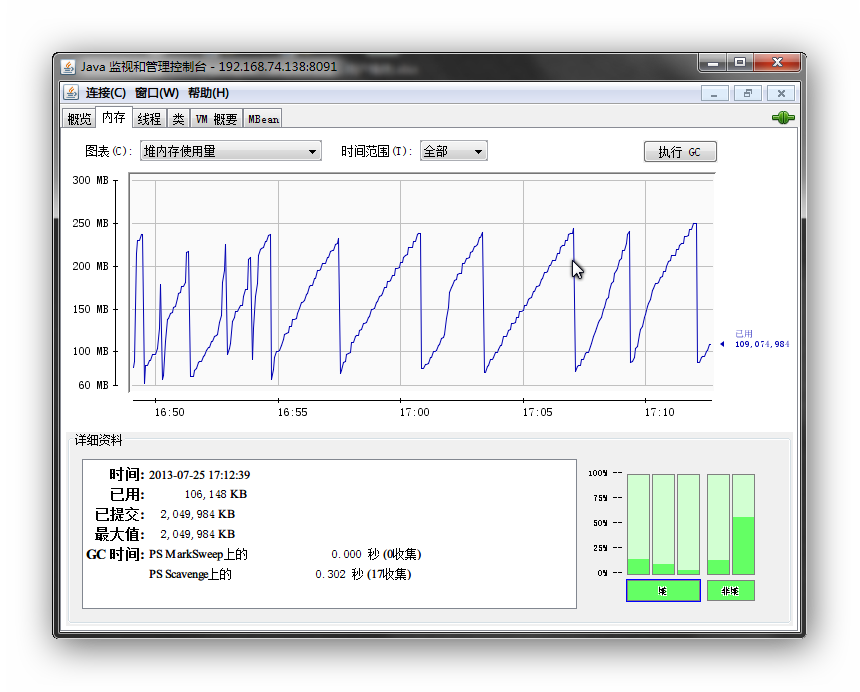 Java 监视和管理控制台 - 192.168.74.138:8091
连接(C) 窗口(W) 帮助(H)
概览 内存 线程 类 VM 概要 MBean
图表(C): 堆内存使用量 时间范围(T): 全部 执行 GC
300 MB
250 MB
200 MB
150 MB
100 MB
60 MB
已用
109,074,984
16:50 16:55 17:00 17:05 17:10
详细资料
时间: 2013-07-25 17:12:39
已用: 106,148 KB
已提交: 2,049,984 KB
最大值: 2,049,984 KB
GC 时间: PS MarkSweep上的 0.000 秒 (0收集)
PS Scavenge上的 0.302 秒 (17收集)
100%
75%
50%
25%
0%
堆 非堆